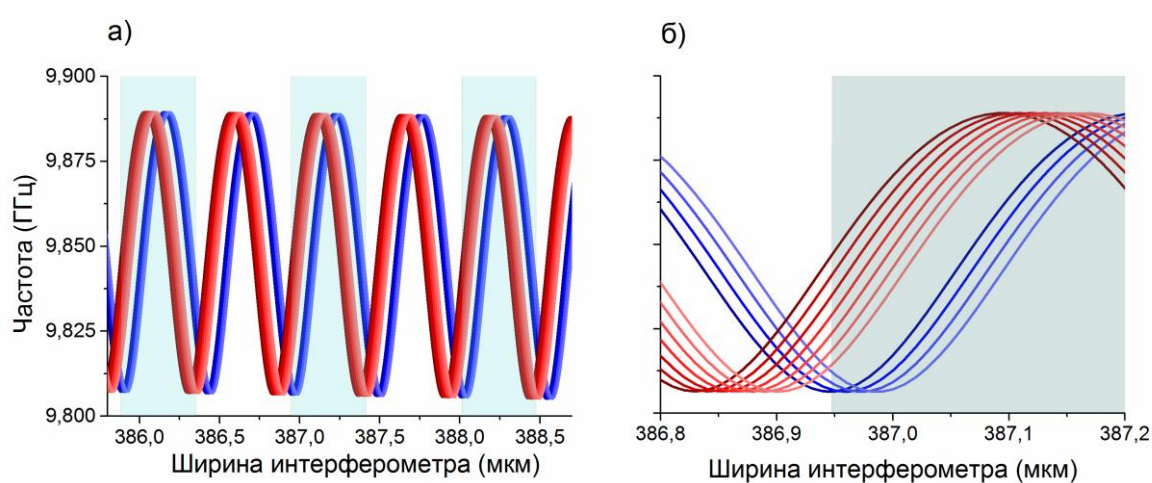 а)
б)
Частота (ГГц)
9,900
9,875
9,850
9,825
9,800
386,0 386,5 387,0 387,5 388,0 388,5
Ширина интерферометра (мкм)
386,8 386,9 387,0 387,1 387,2
Ширина интерферометра (мкм)